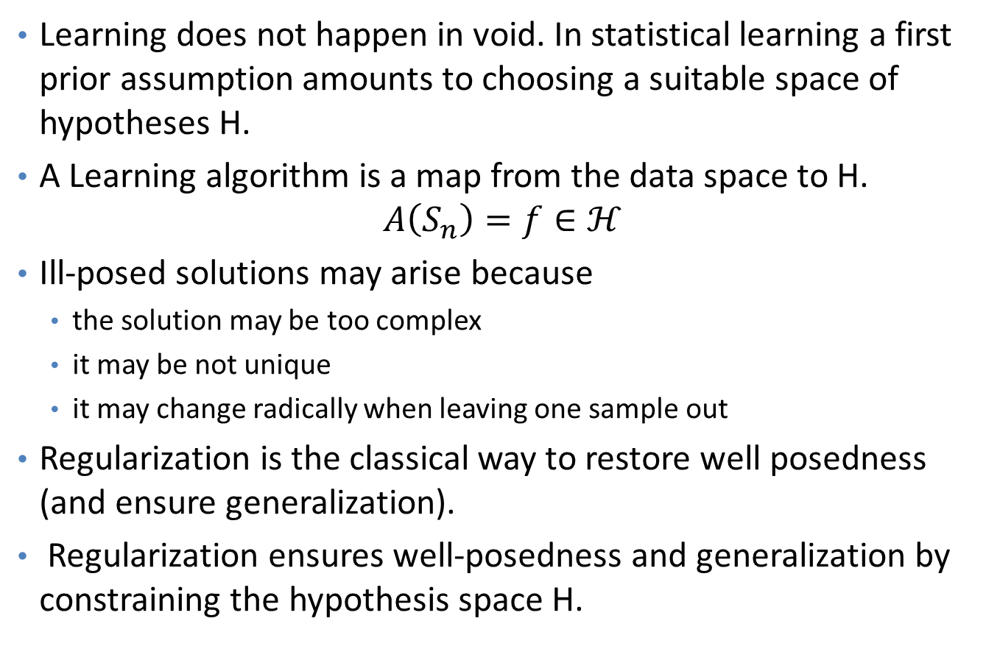 • Learning does not happen in void. In statistical learning a first
prior assumption amounts to choosing a suitable space of
hypotheses H.
• A Learning algorithm is a map from the data space to H.
𝐴(𝑆ₙ) = 𝑓 ∈ ℋ
• Ill-posed solutions may arise because
• the solution may be too complex
• it may be not unique
• it may change radically when leaving one sample out
• Regularization is the classical way to restore well posedness
(and ensure generalization).
• Regularization ensures well-posedness and generalization by
constraining the hypothesis space H.